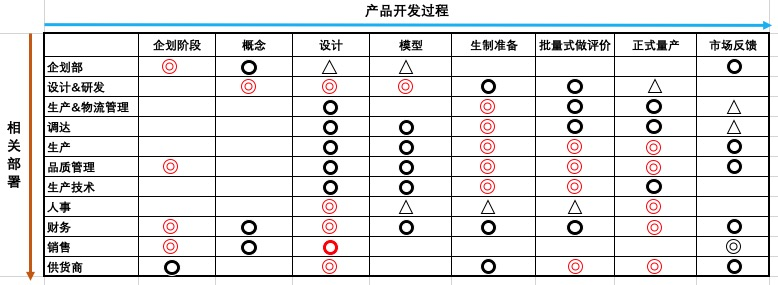 产品开发过程
企划阶段 概念 设计 模型 生制准备 批量式做评价 正式量产 市场反馈
相关部署
企划部 ◎ ○ △ △ ○
设计&研发 ◎ ◎ ◎ ○ ○ △
生产&物流管理 ○ ◎ ○ ○ △
调达 ○ ○ ◎ ○ ○ △
生产 ○ ○ ◎ ◎ ◎ ○
品质管理 ◎ ○ ○ ◎ ◎ ◎ ○
生产技术 ○ ○ ◎ ◎ ○
人事 ◎ △ △ △ ◎
财务 ◎ ○ ◎ ○ ○ ○ ◎ ○
销售 ◎ ○ ○ ◎
供货商 ○ ◎ ○ ◎ ◎ ○